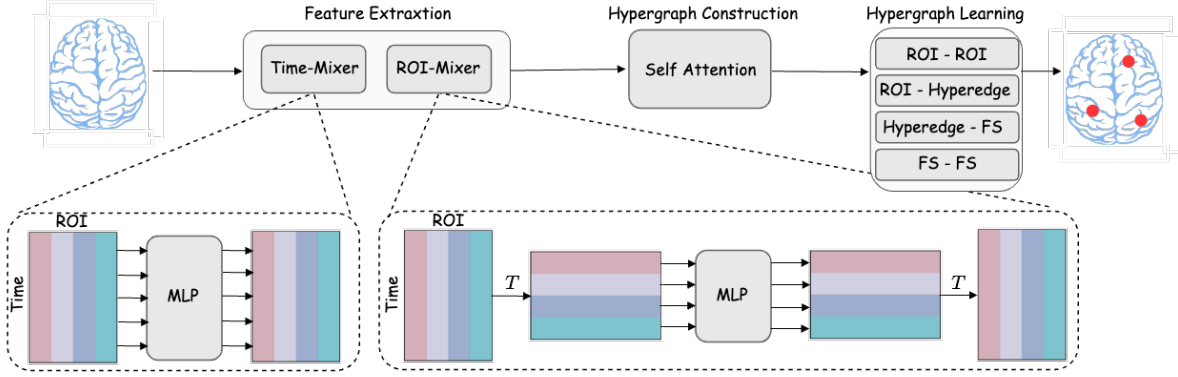 Feature Extraxtion
Hypergraph Construction
Hypergraph Learning
Time-Mixer
ROI-Mixer
Self Attention
ROI - ROI
ROI - Hyperedge
Hyperedge - FS
FS - FS
ROI
Time
MLP
ROI
Time
T
MLP
T